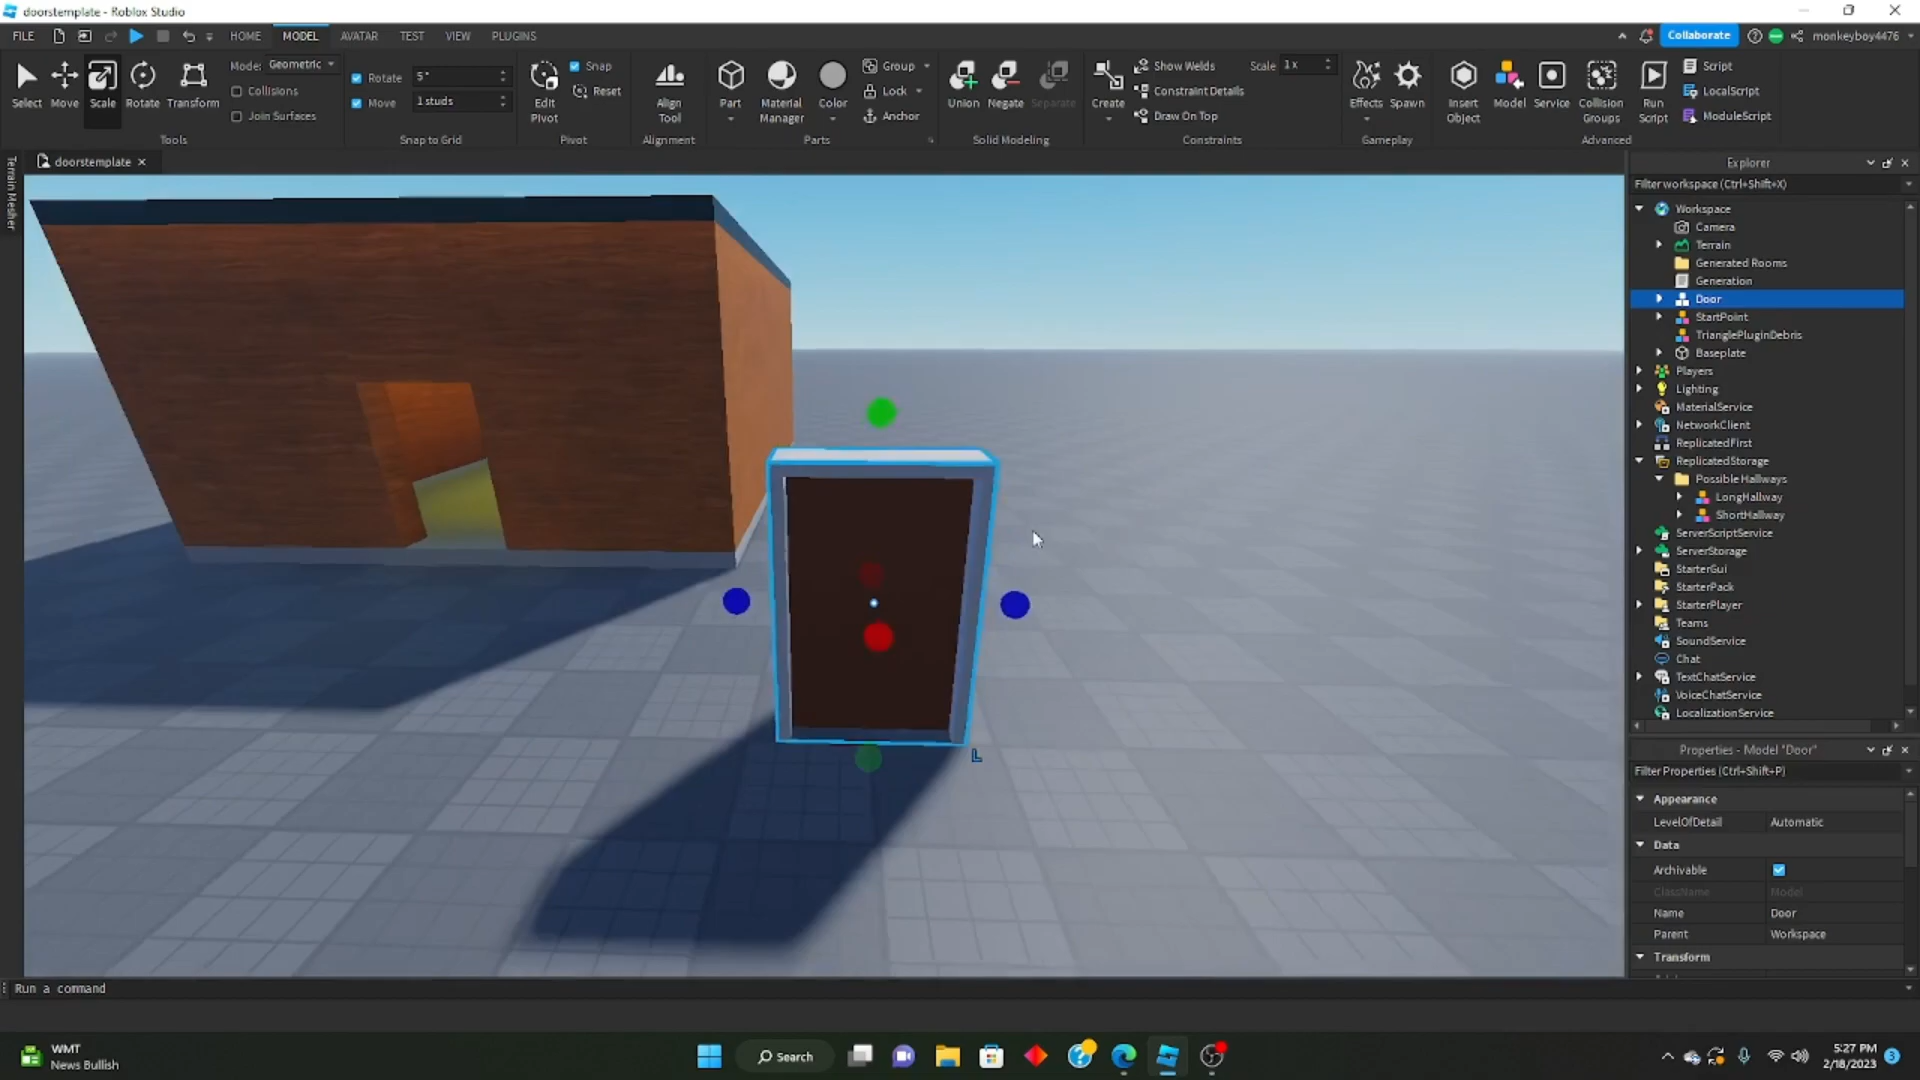 doorstemplate - Roblox Studio
FILE HOME MODEL AVATAR TEST VIEW PLUGINS Collaborate monkeyboy4476
Select Move Scale Rotate Transform
Mode: Geometric
Collisions
Join Surfaces
Tools
Rotate 5°
Move 1 studs
Snap to Grid
Edit Pivot
Snap
Reset
Pivot
Align Tool
Alignment
Part Material Manager Color
Group
Lock
Anchor
Parts
Union Negate Separate
Solid Modeling
Create
Show Welds
Constraint Details
Draw On Top
Scale 1x
Constraints
Effects Spawn
Gameplay
Insert Object Model Service Collision Groups Run Script
Script
LocalScript
ModuleScript
Advanced
Terrain Mesher
doorstemplate
L
Explorer
Filter workspace (Ctrl+Shift+X)
Workspace
Camera
Terrain
Generated Rooms
Generation
Door
StartPoint
TrianglePluginDebris
Baseplate
Players
Lighting
MaterialService
NetworkClient
ReplicatedFirst
ReplicatedStorage
Possible Hallways
LongHallway
ShortHallway
ServerScriptService
ServerStorage
StarterGui
StarterPack
StarterPlayer
Teams
SoundService
Chat
TextChatService
VoiceChatService
LocalizationService
Properties - Model "Door"
Filter Properties (Ctrl+Shift+P)
Appearance
LevelOfDetail Automatic
Data
Archivable
ClassName Model
Name Door
Parent Workspace
Transform
Run a command
WMT
News Bullish
Search
5:27 PM
2/18/2023
3